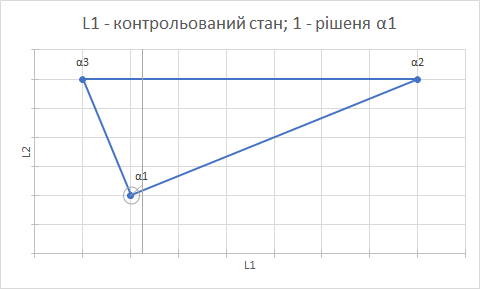 L1 - контрольований стан; 1 - рішеня α1
α3
α2
α1
L2
L1